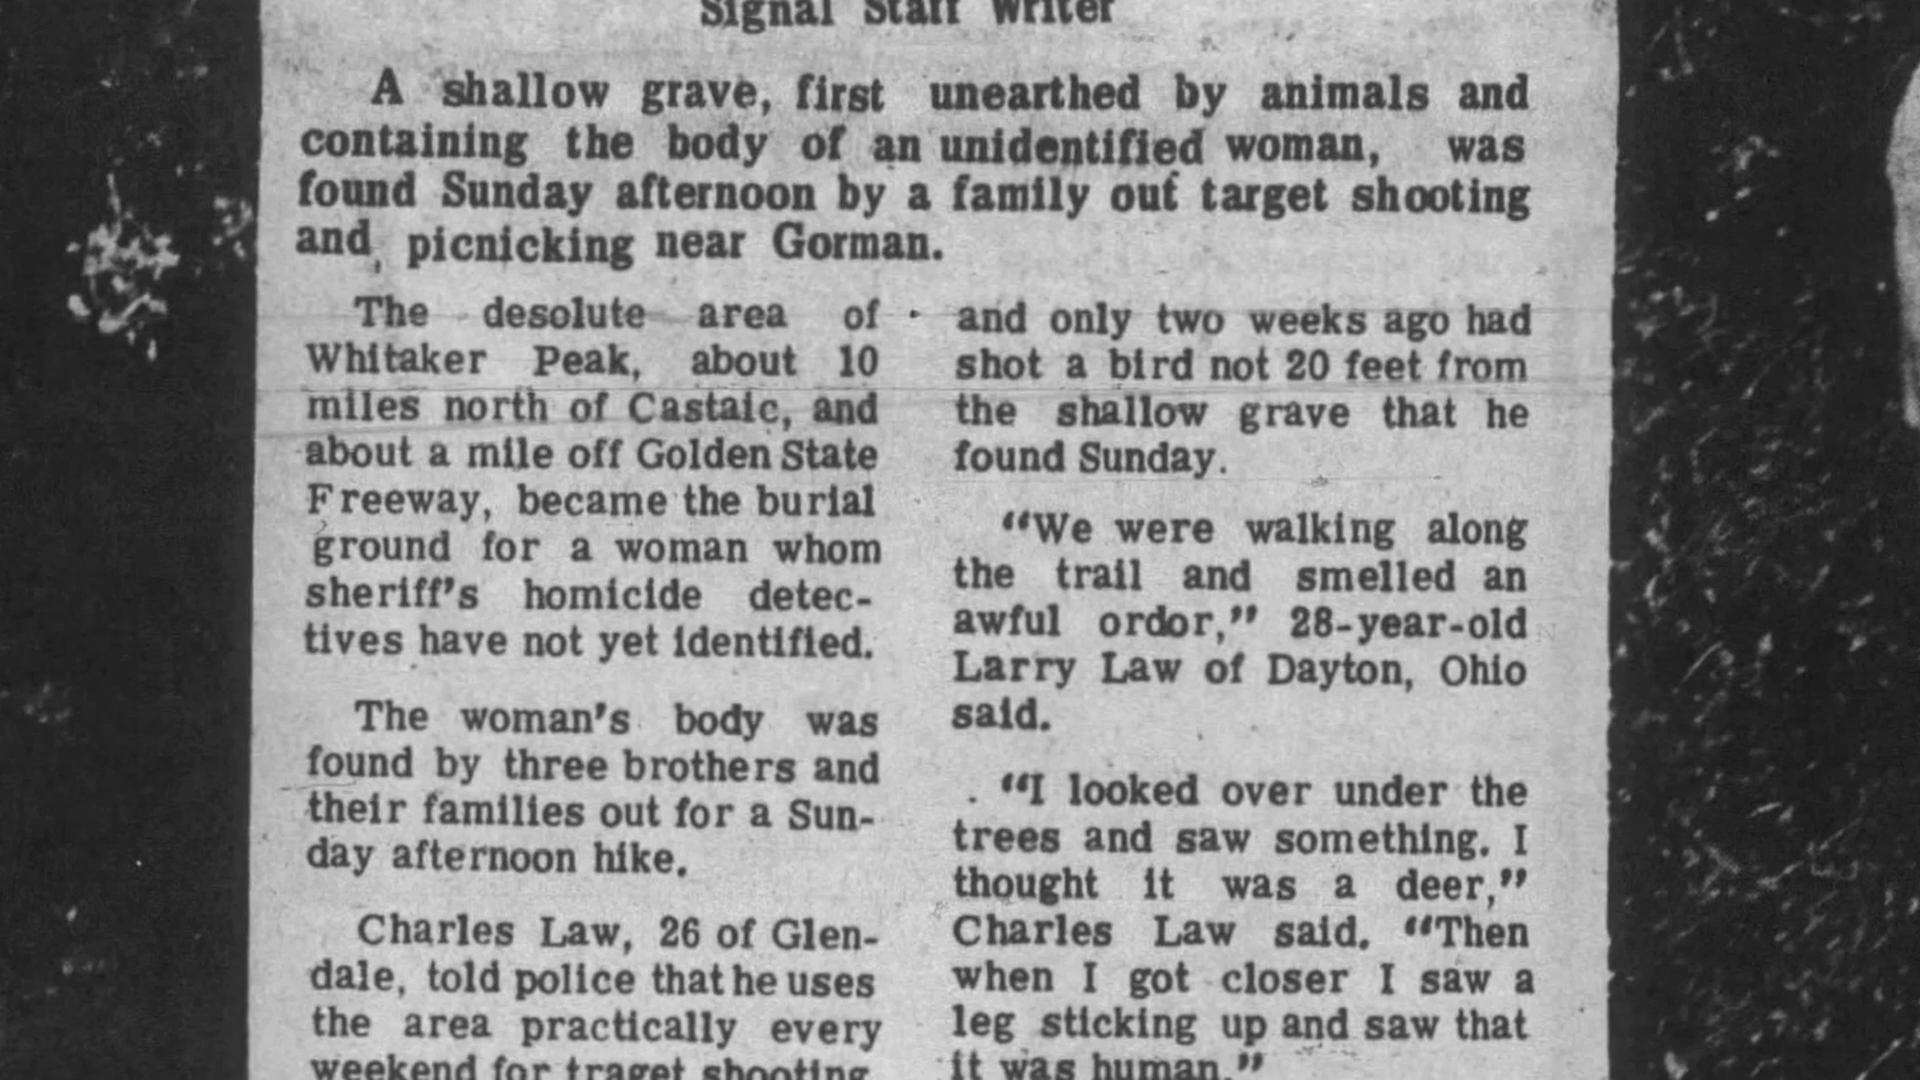 Signal Staff Writer
A shallow grave, first unearthed by animals and
containing the body of an unidentified woman, was
found Sunday afternoon by a family out target shooting
and, picnicking near Gorman.
The desolute area of
Whitaker Peak, about 10
miles north of Castaic, and
about a mile off Golden State
Freeway, became the burial
ground for a woman whom
sheriff's homicide detec-
tives have not yet identified.
The woman's body was
found by three brothers and
their families out for a Sun-
day afternoon hike.
Charles Law, 26 of Glen-
dale, told police that he uses
the area practically every
weekend for traget shooting
and only two weeks ago had
shot a bird not 20 feet from
the shallow grave that he
found Sunday.
"We were walking along
the trail and smelled an
awful ordor," 28-year-old
Larry Law of Dayton, Ohio
said.
"I looked over under the
trees and saw something. I
thought it was a deer,"
Charles Law said. "Then
when I got closer I saw a
leg sticking up and saw that
it was human."